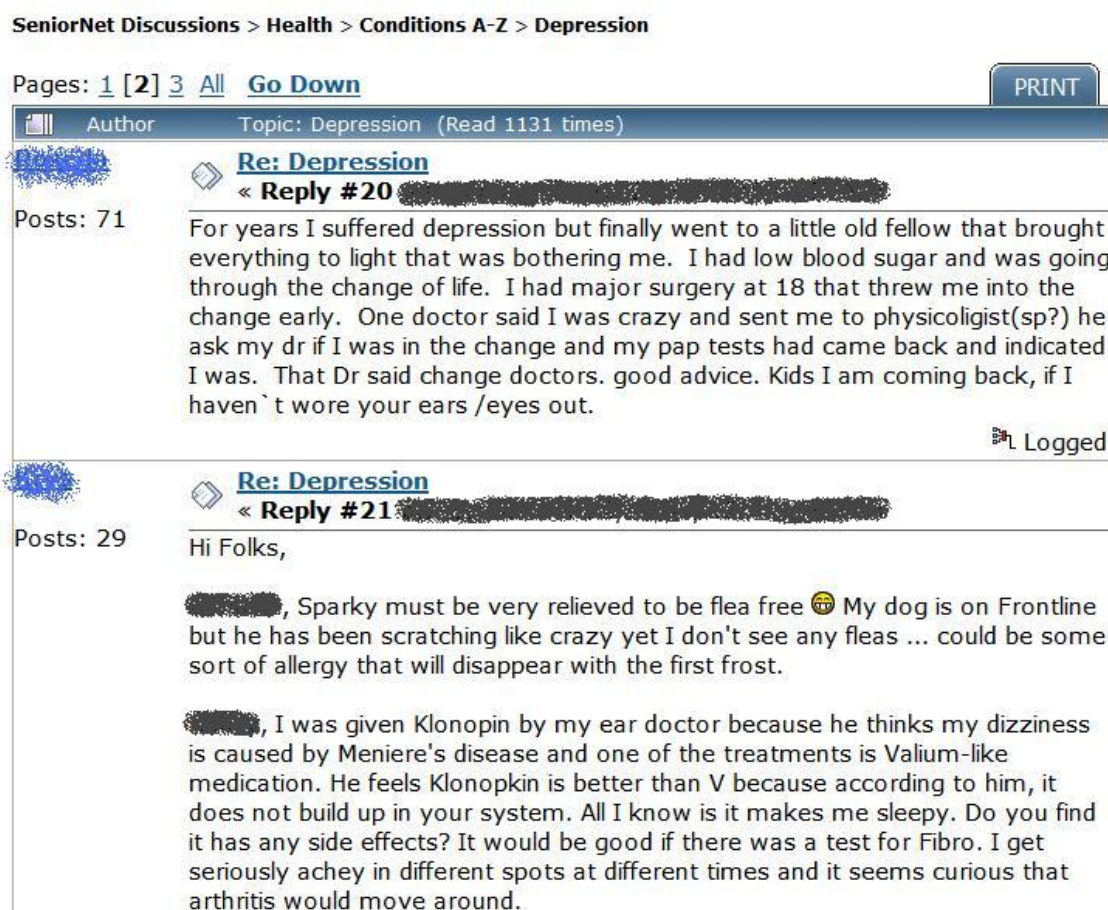 SeniorNet Discussions > Health > Conditions A-Z > Depression
Pages: 1 [2] 3 All Go Down
PRINT
Author Topic: Depression (Read 1131 times)
Re: Depression
« Reply #20
Posts: 71
For years I suffered depression but finally went to a little old fellow that brought
everything to light that was bothering me. I had low blood sugar and was going
through the change of life. I had major surgery at 18 that threw me into the
change early. One doctor said I was crazy and sent me to physicoligist(sp?) he
ask my dr if I was in the change and my pap tests had came back and indicated
I was. That Dr said change doctors. good advice. Kids I am coming back, if I
haven`t wore your ears /eyes out.
Logged
Re: Depression
« Reply #21
Posts: 29
Hi Folks,
, Sparky must be very relieved to be flea free 😁 My dog is on Frontline
but he has been scratching like crazy yet I don't see any fleas ... could be some
sort of allergy that will disappear with the first frost.
, I was given Klonopin by my ear doctor because he thinks my dizziness
is caused by Meniere's disease and one of the treatments is Valium-like
medication. He feels Klonopkin is better than V because according to him, it
does not build up in your system. All I know is it makes me sleepy. Do you find
it has any side effects? It would be good if there was a test for Fibro. I get
seriously achey in different spots at different times and it seems curious that
arthritis would move around.